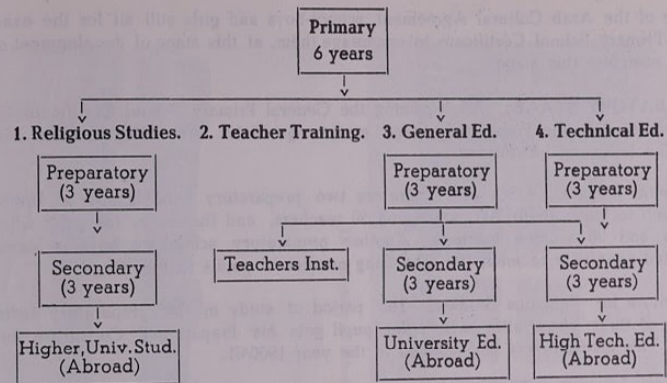 Primary
6 years
1. Religious Studies. 2. Teacher Training. 3. General Ed. 4. Technical Ed.
Preparatory
(3 years)
Preparatory
(3 years)
Preparatory
(3 years)
Teachers Inst.
Secondary
(3 years)
Secondary
(3 years)
Secondary
(3 years)
Higher,Univ.Stud.
(Abroad)
University Ed.
(Abroad)
High Tech. Ed.
(Abroad)